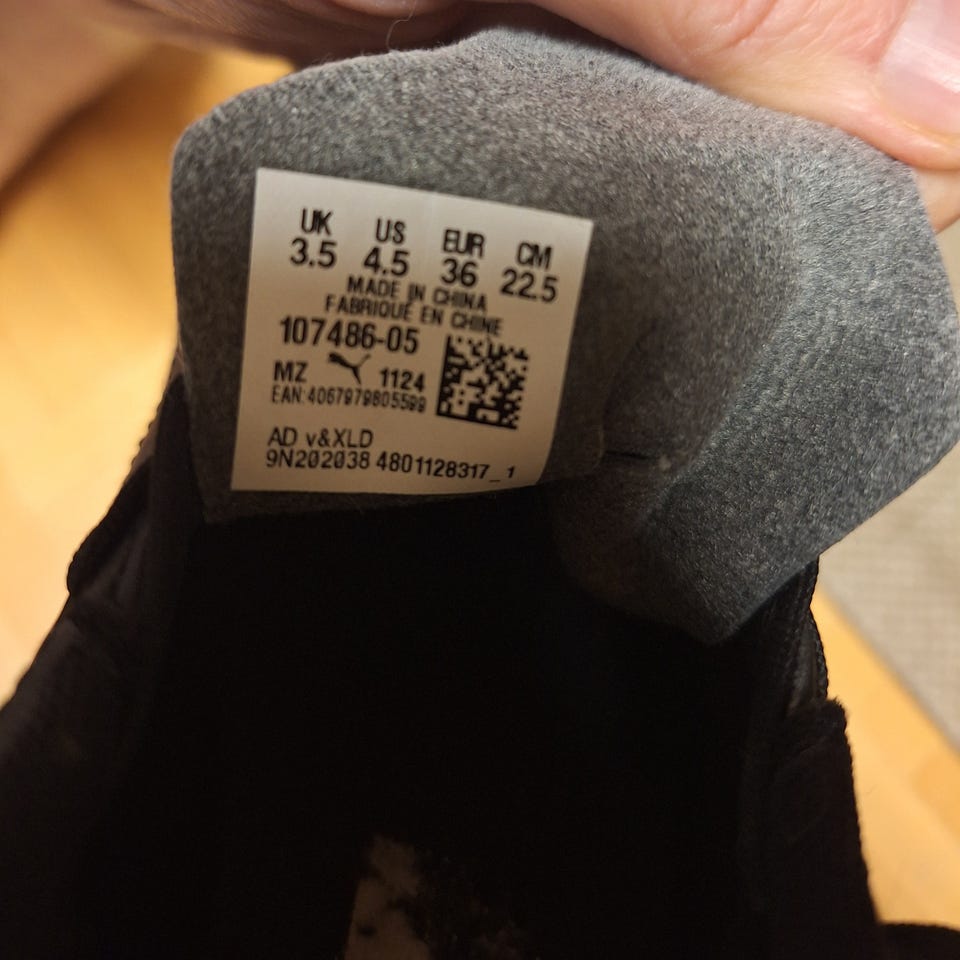 UK US EUR CM
3.5 4.5 36 22.5
MADE IN CHINA
FABRIQUE EN CHINE
107486-05
MZ 1124
EAN:4067979805599
AD v&XLD
9N202038 4801128317_1